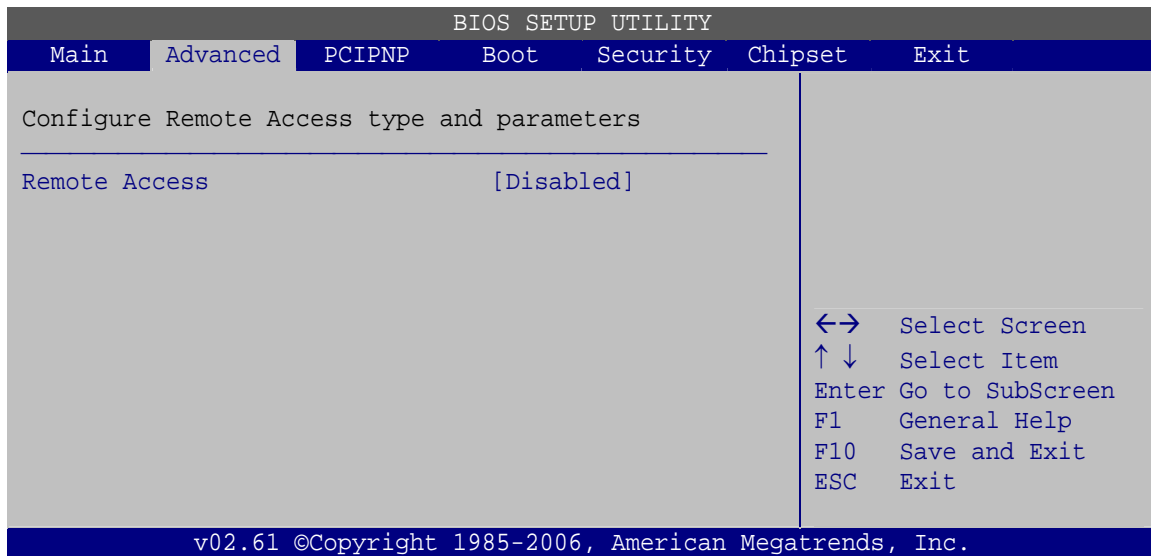 BIOS SETUP UTILITY
Main Advanced PCIPNP Boot Security Chipset Exit
Configure Remote Access type and parameters
Remote Access [Disabled]
←→ Select Screen
↑ ↓ Select Item
Enter Go to SubScreen
F1 General Help
F10 Save and Exit
ESC Exit
v02.61 ©Copyright 1985-2006, American Megatrends, Inc.